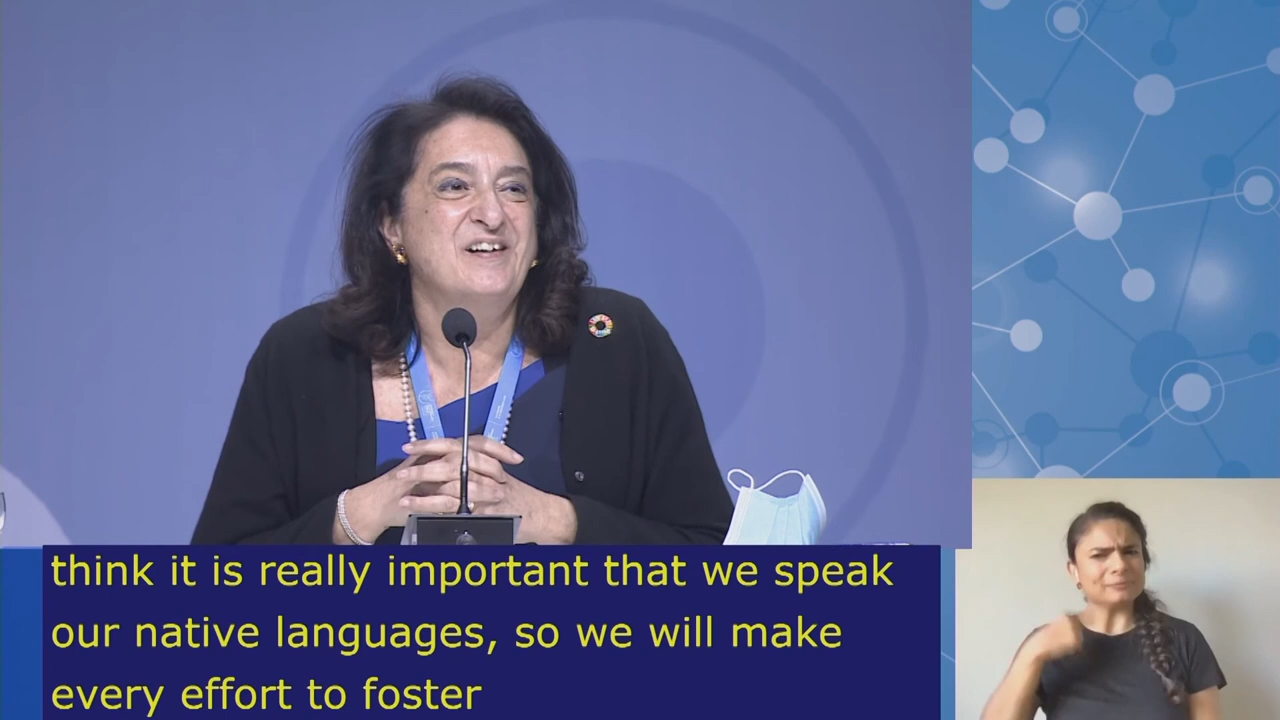 think it is really important that we speak
our native languages, so we will make
every effort to foster